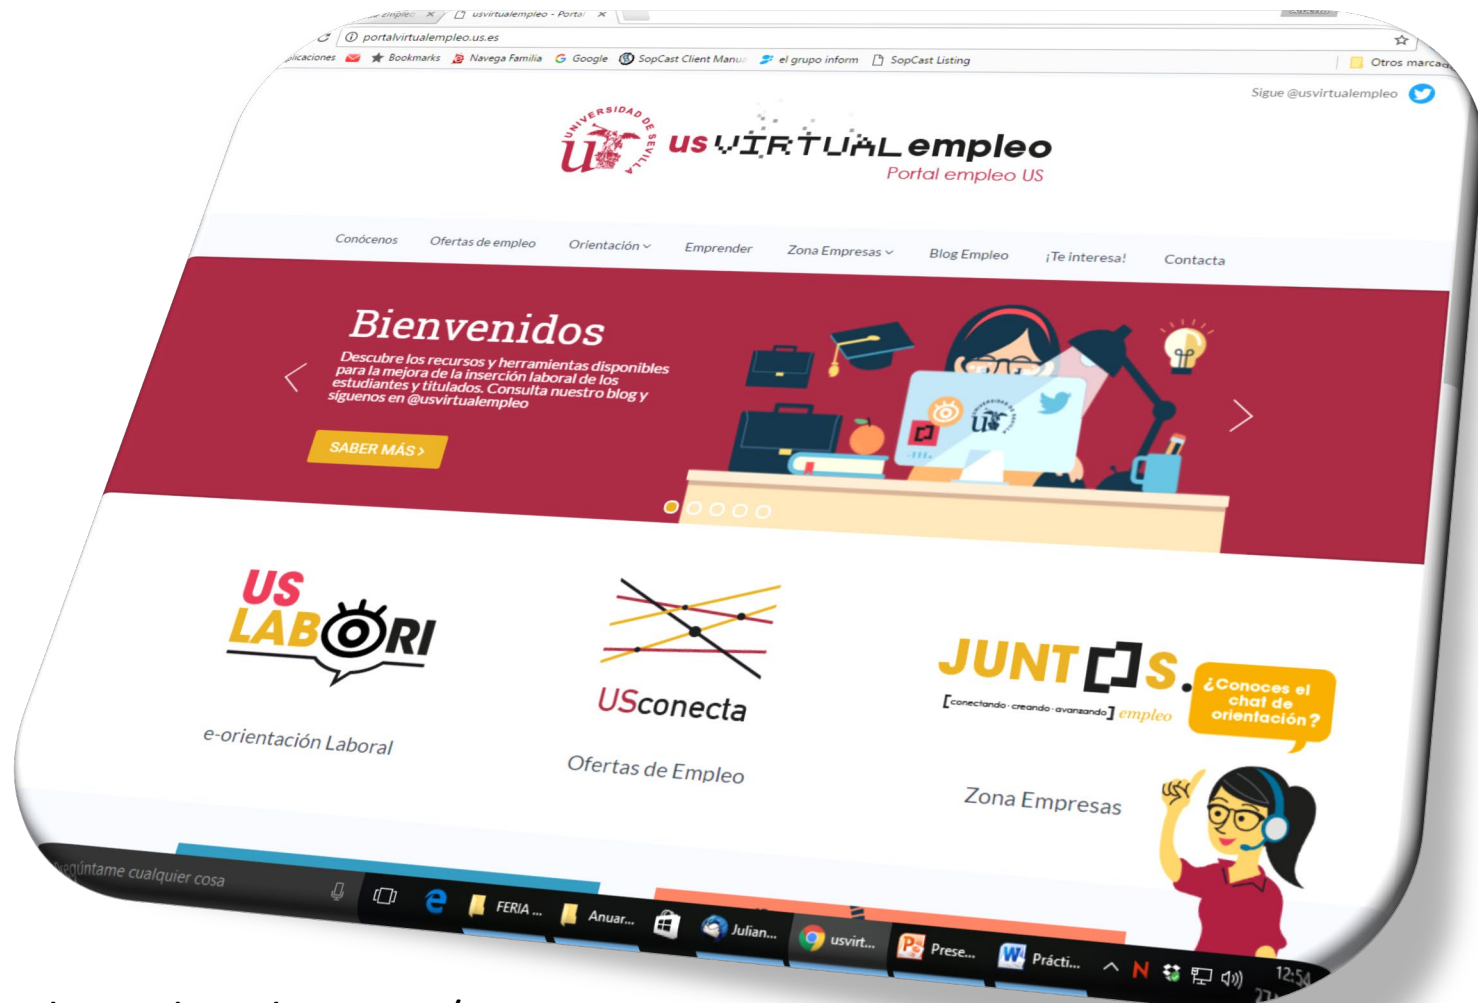 usvirtualempleo - Portal
portalvirtualempleo.us.es
Bookmarks Navega Familia Google SopCast Client Manu el grupo inform SopCast Listing Otros marcad
Sigue @usvirtualempleo
UNIVERSIDAD DE SEVILLA
us VIRTUAL empleo
Portal empleo US
Conócenos Ofertas de empleo Orientación Emprender Zona Empresas Blog Empleo ¡Te interesa! Contacta
Bienvenidos
Descubre los recursos y herramientas disponibles
para la mejora de la inserción laboral de los
estudiantes y titulados. Consulta nuestro blog y
síguenos en @usvirtualempleo
SABER MÁS >
US
LABORI
e-orientación Laboral
USconecta
Ofertas de Empleo
JUNTOS.
[conectando·creando·avanzando] empleo
Zona Empresas
¿Conoces el
chat de
orientación?
pregúntame cualquier cosa
FERIA ... Anuar... Julian... usvirt... Prese... Prácti... 12:54